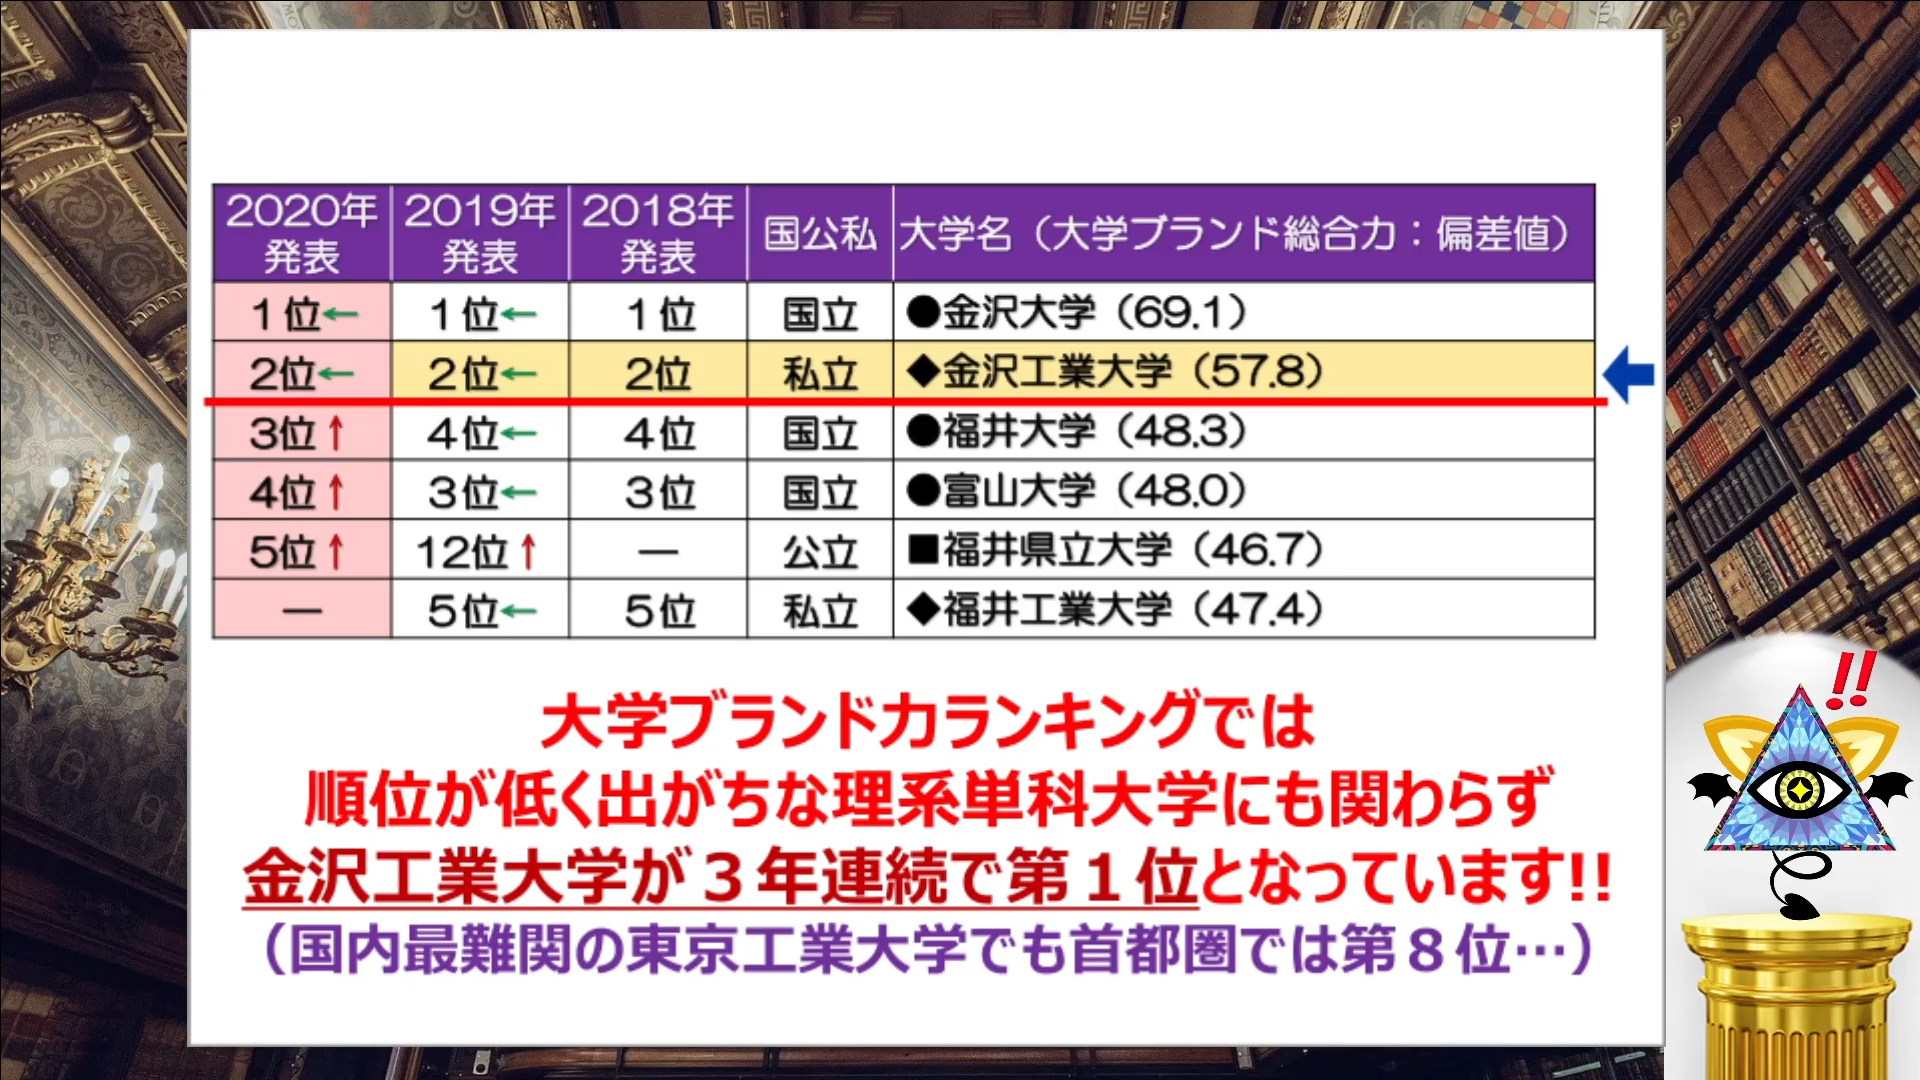 2020年発表 2019年発表 2018年発表 国公私 大学名（大学ブランド総合力：偏差値）
1位← 1位← 1位 国立 ●金沢大学（69.1）
2位← 2位← 2位 私立 ◆金沢工業大学（57.8）
3位↑ 4位← 4位 国立 ●福井大学（48.3）
4位↑ 3位← 3位 国立 ●富山大学（48.0）
5位↑ 12位↑ — 公立 ■福井県立大学（46.7）
— 5位← 5位 私立 ◆福井工業大学（47.4）
大学ブランド力ランキングでは
順位が低く出がちな理系単科大学にも関わらず
金沢工業大学が３年連続で第１位となっています!!
（国内最難関の東京工業大学でも首都圏では第８位…）
!!